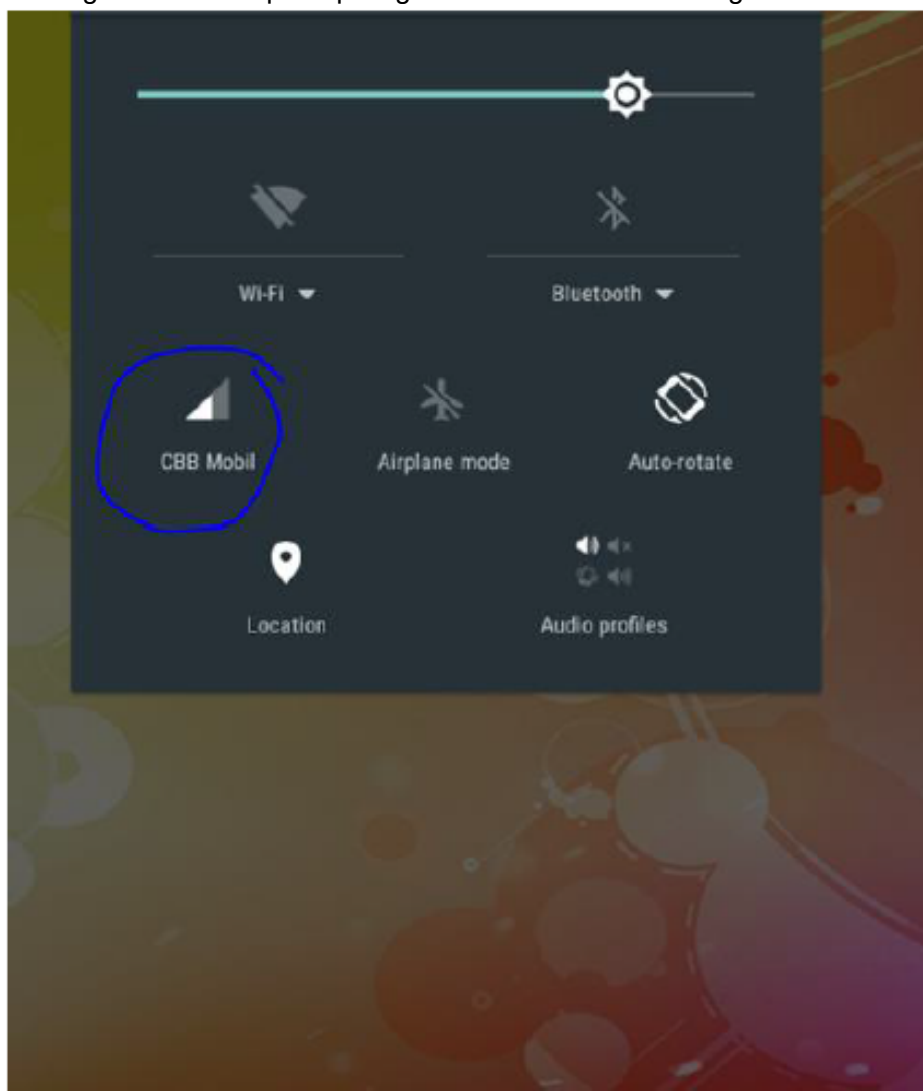 Wi-Fi
Bluetooth
CBB Mobil
Airplane mode
Auto-rotate
Location
Audio profiles